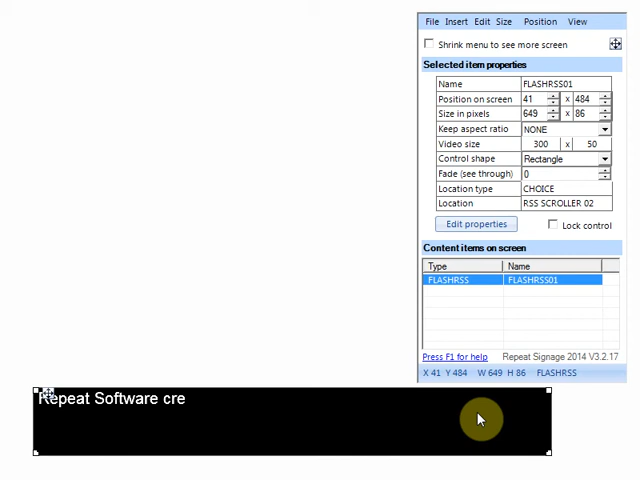 File Insert Edit Size Position View
Shrink menu to see more screen
Selected item properties
Name FLASHRSS01
Position on screen 41 x 484
Size in pixels 649 x 86
Keep aspect ratio NONE
Video size 300 x 50
Control shape Rectangle
Fade (see through) 0
Location type CHOICE
Location RSS SCROLLER 02
Edit properties Lock control
Content items on screen
Type Name
FLASHRSS FLASHRSS01
Press F1 for help Repeat Signage 2014 V3.2.17
X 41 Y 484 W 649 H 86 FLASHRSS
Repeat Software cre